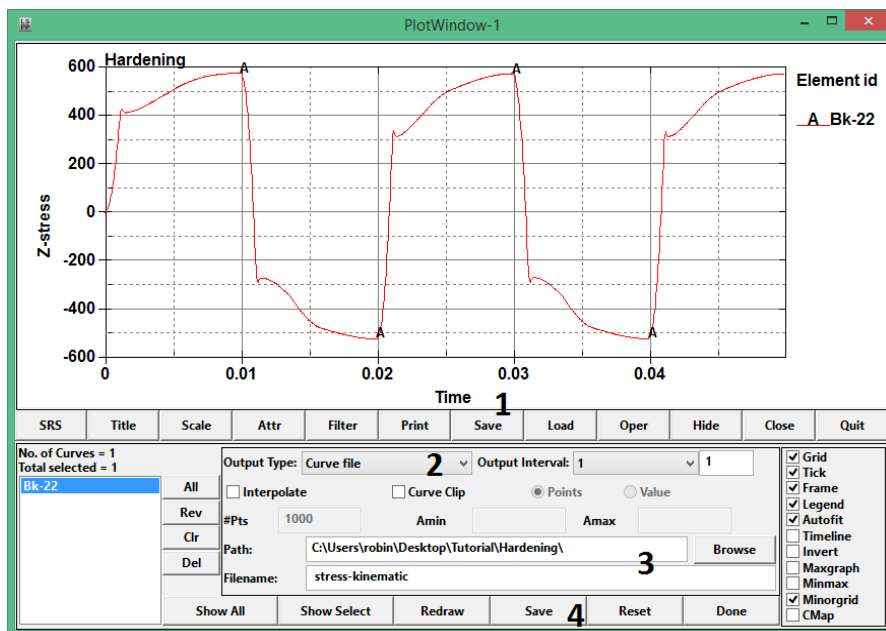 PlotWindow-1
Hardening
600
400
200
0
-200
-400
-600
Z-stress
A
A
A
A
0
0.01
0.02
0.03
0.04
Time
Element id
A Bk-22
1
SRS Title Scale Attr Filter Print Save Load Oper Hide Close Quit
No. of Curves = 1
Total selected = 1
Bk-22
All
Rev
Clr
Del
Output Type: Curve file 2 Output Interval: 1 1
Interpolate Curve Clip Points Value
#Pts 1000 Amin Amax
Path: C:\Users\robin\Desktop\Tutorial\Hardening\ 3 Browse
Filename: stress-kinematic
Show All Show Select Redraw Save 4 Reset Done
Grid
Tick
Frame
Legend
Autofit
Timeline
Invert
Maxgraph
Minmax
Minorgrid
CMap